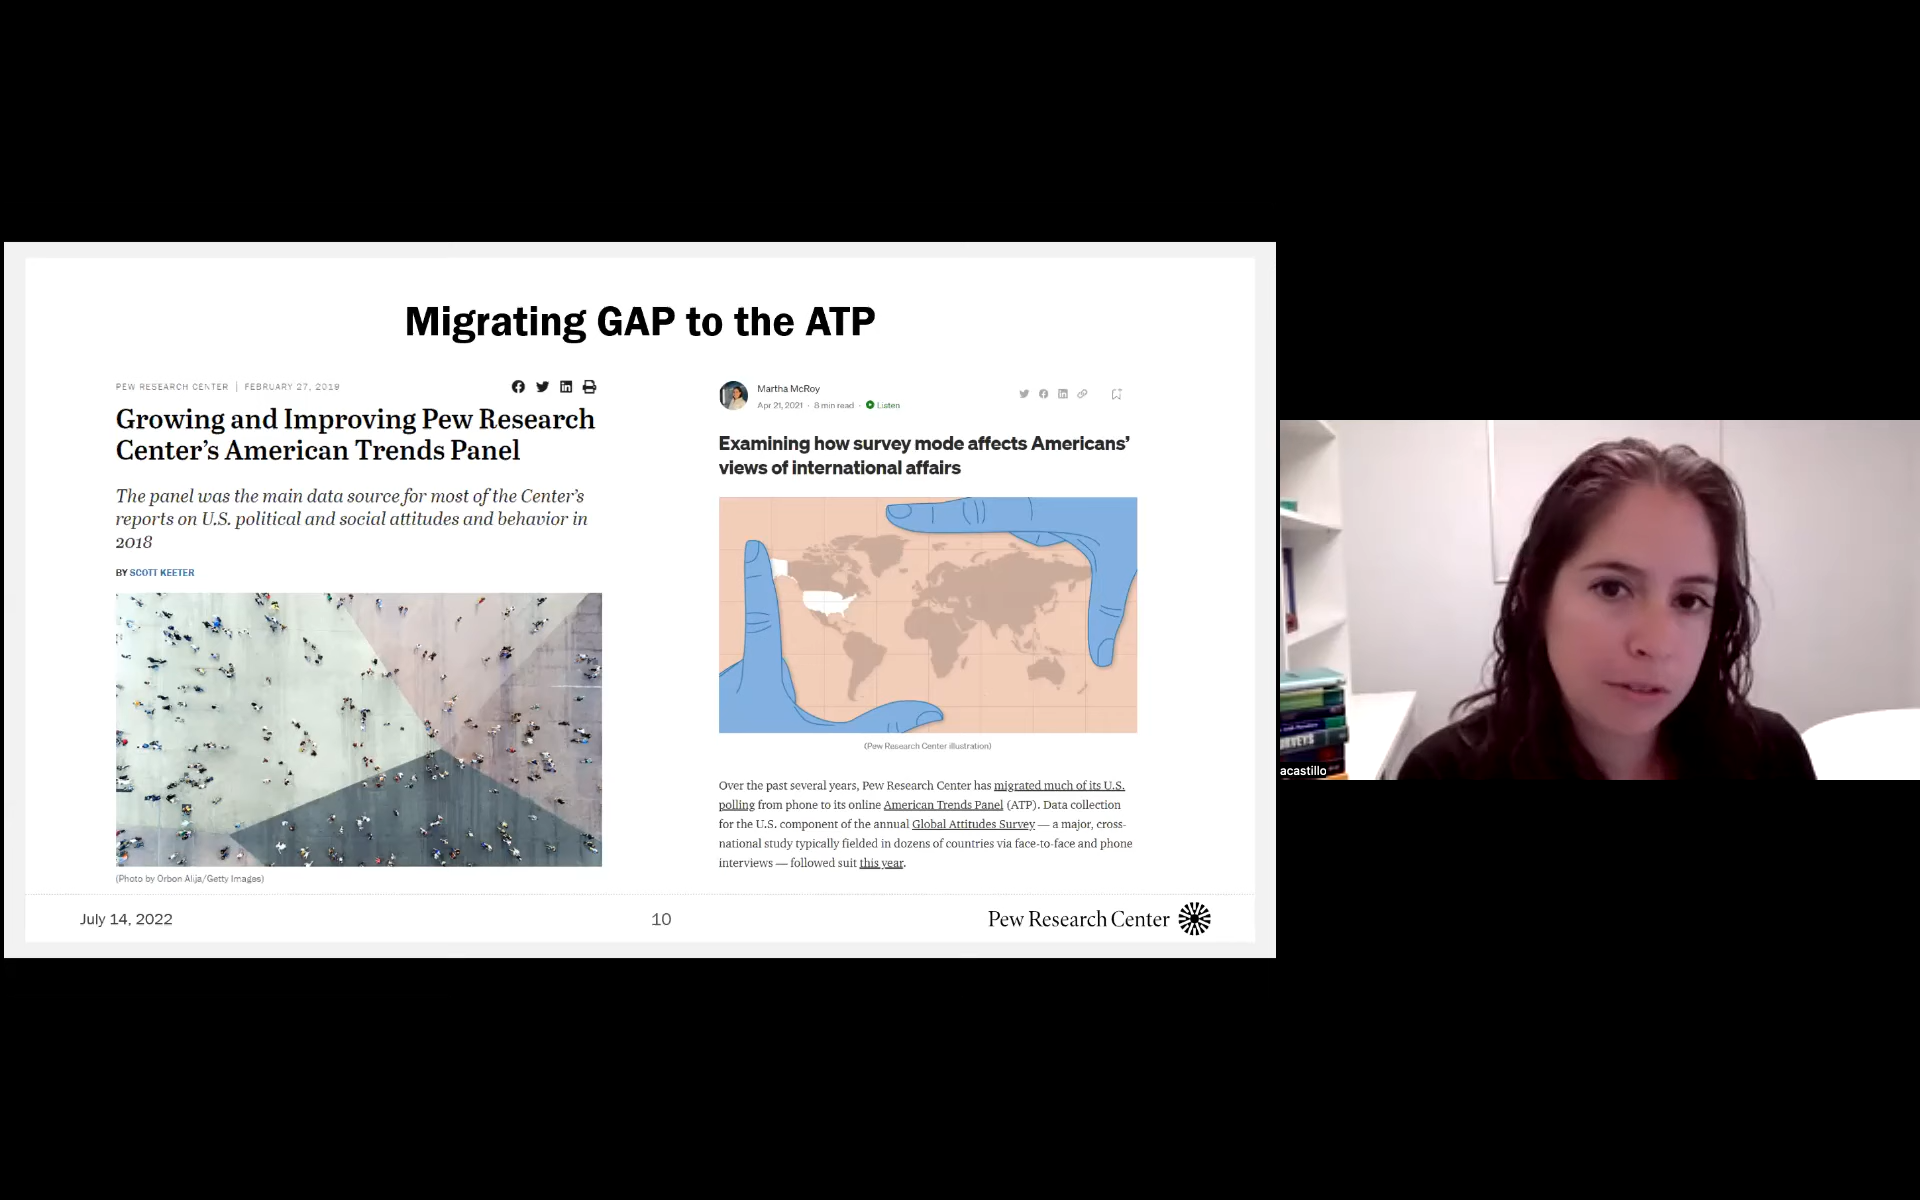 Migrating GAP to the ATP
PEW RESEARCH CENTER | FEBRUARY 27, 2019
Growing and Improving Pew Research
Center's American Trends Panel
The panel was the main data source for most of the Center's
reports on U.S. political and social attitudes and behavior in
2018
BY SCOTT KEETER
(Photo by Orbon Alija/Getty Images)
Martha McRoy
Apr 21, 2021 · 8 min read · Listen
Examining how survey mode affects Americans'
views of international affairs
(Pew Research Center illustration)
Over the past several years, Pew Research Center has migrated much of its U.S.
polling from phone to its online American Trends Panel (ATP). Data collection
for the U.S. component of the annual Global Attitudes Survey — a major, cross-
national study typically fielded in dozens of countries via face-to-face and phone
interviews — followed suit this year.
July 14, 2022
10
Pew Research Center
acastillo